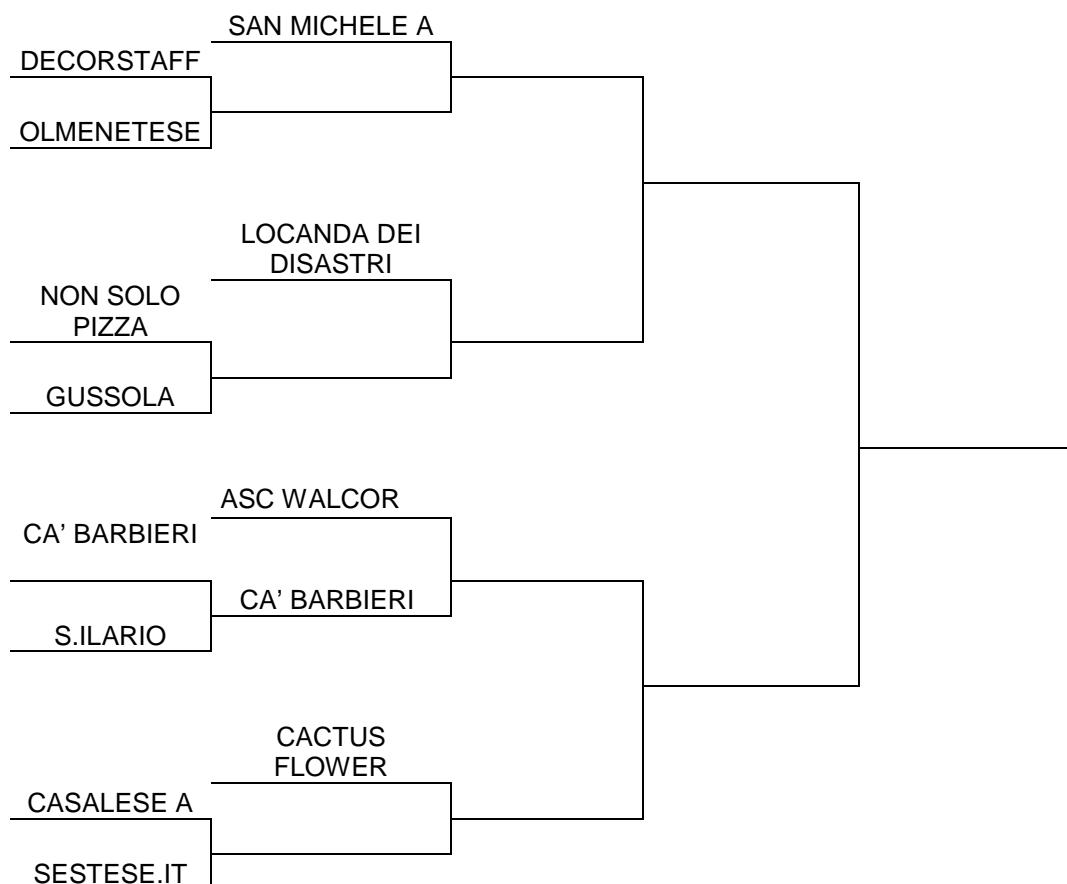 SAN MICHELE A
DECORSTAFF
OLMENETESE
LOCANDA DEI
DISASTRI
NON SOLO
PIZZA
GUSSOLA
ASC WALCOR
CA’ BARBIERI
CA’ BARBIERI
S.ILARIO
CACTUS
FLOWER
CASALESE A
SESTESE.IT